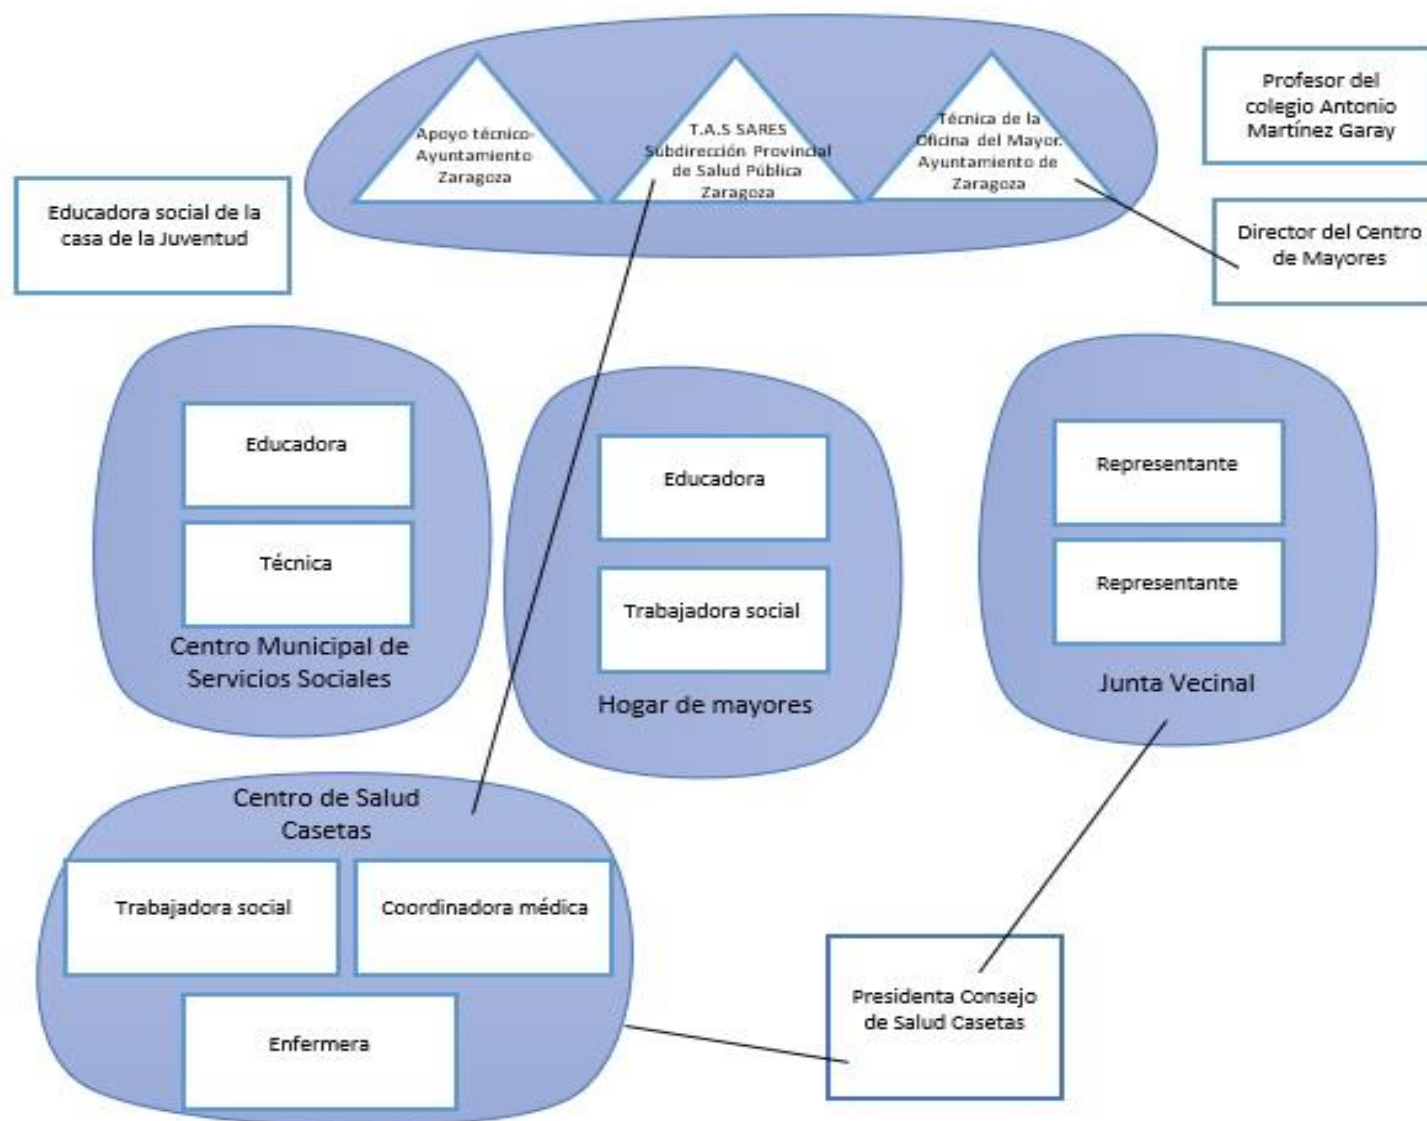 Apoyo técnico-
Ayuntamiento
Zaragoza
T.A.S SARES
Subdirección Provincial
de Salud Pública
Zaragoza
Técnica de la
Oficina del Mayor.
Ayuntamiento de
Zaragoza
Profesor del
colegio Antonio
Martínez Garay
Educadora social de la
casa de la Juventud
Director del Centro
de Mayores
Educadora
Técnica
Centro Municipal de
Servicios Sociales
Educadora
Trabajadora social
Hogar de mayores
Representante
Representante
Junta Vecinal
Centro de Salud
Casetas
Trabajadora social
Coordinadora médica
Enfermera
Presidenta Consejo
de Salud Casetas